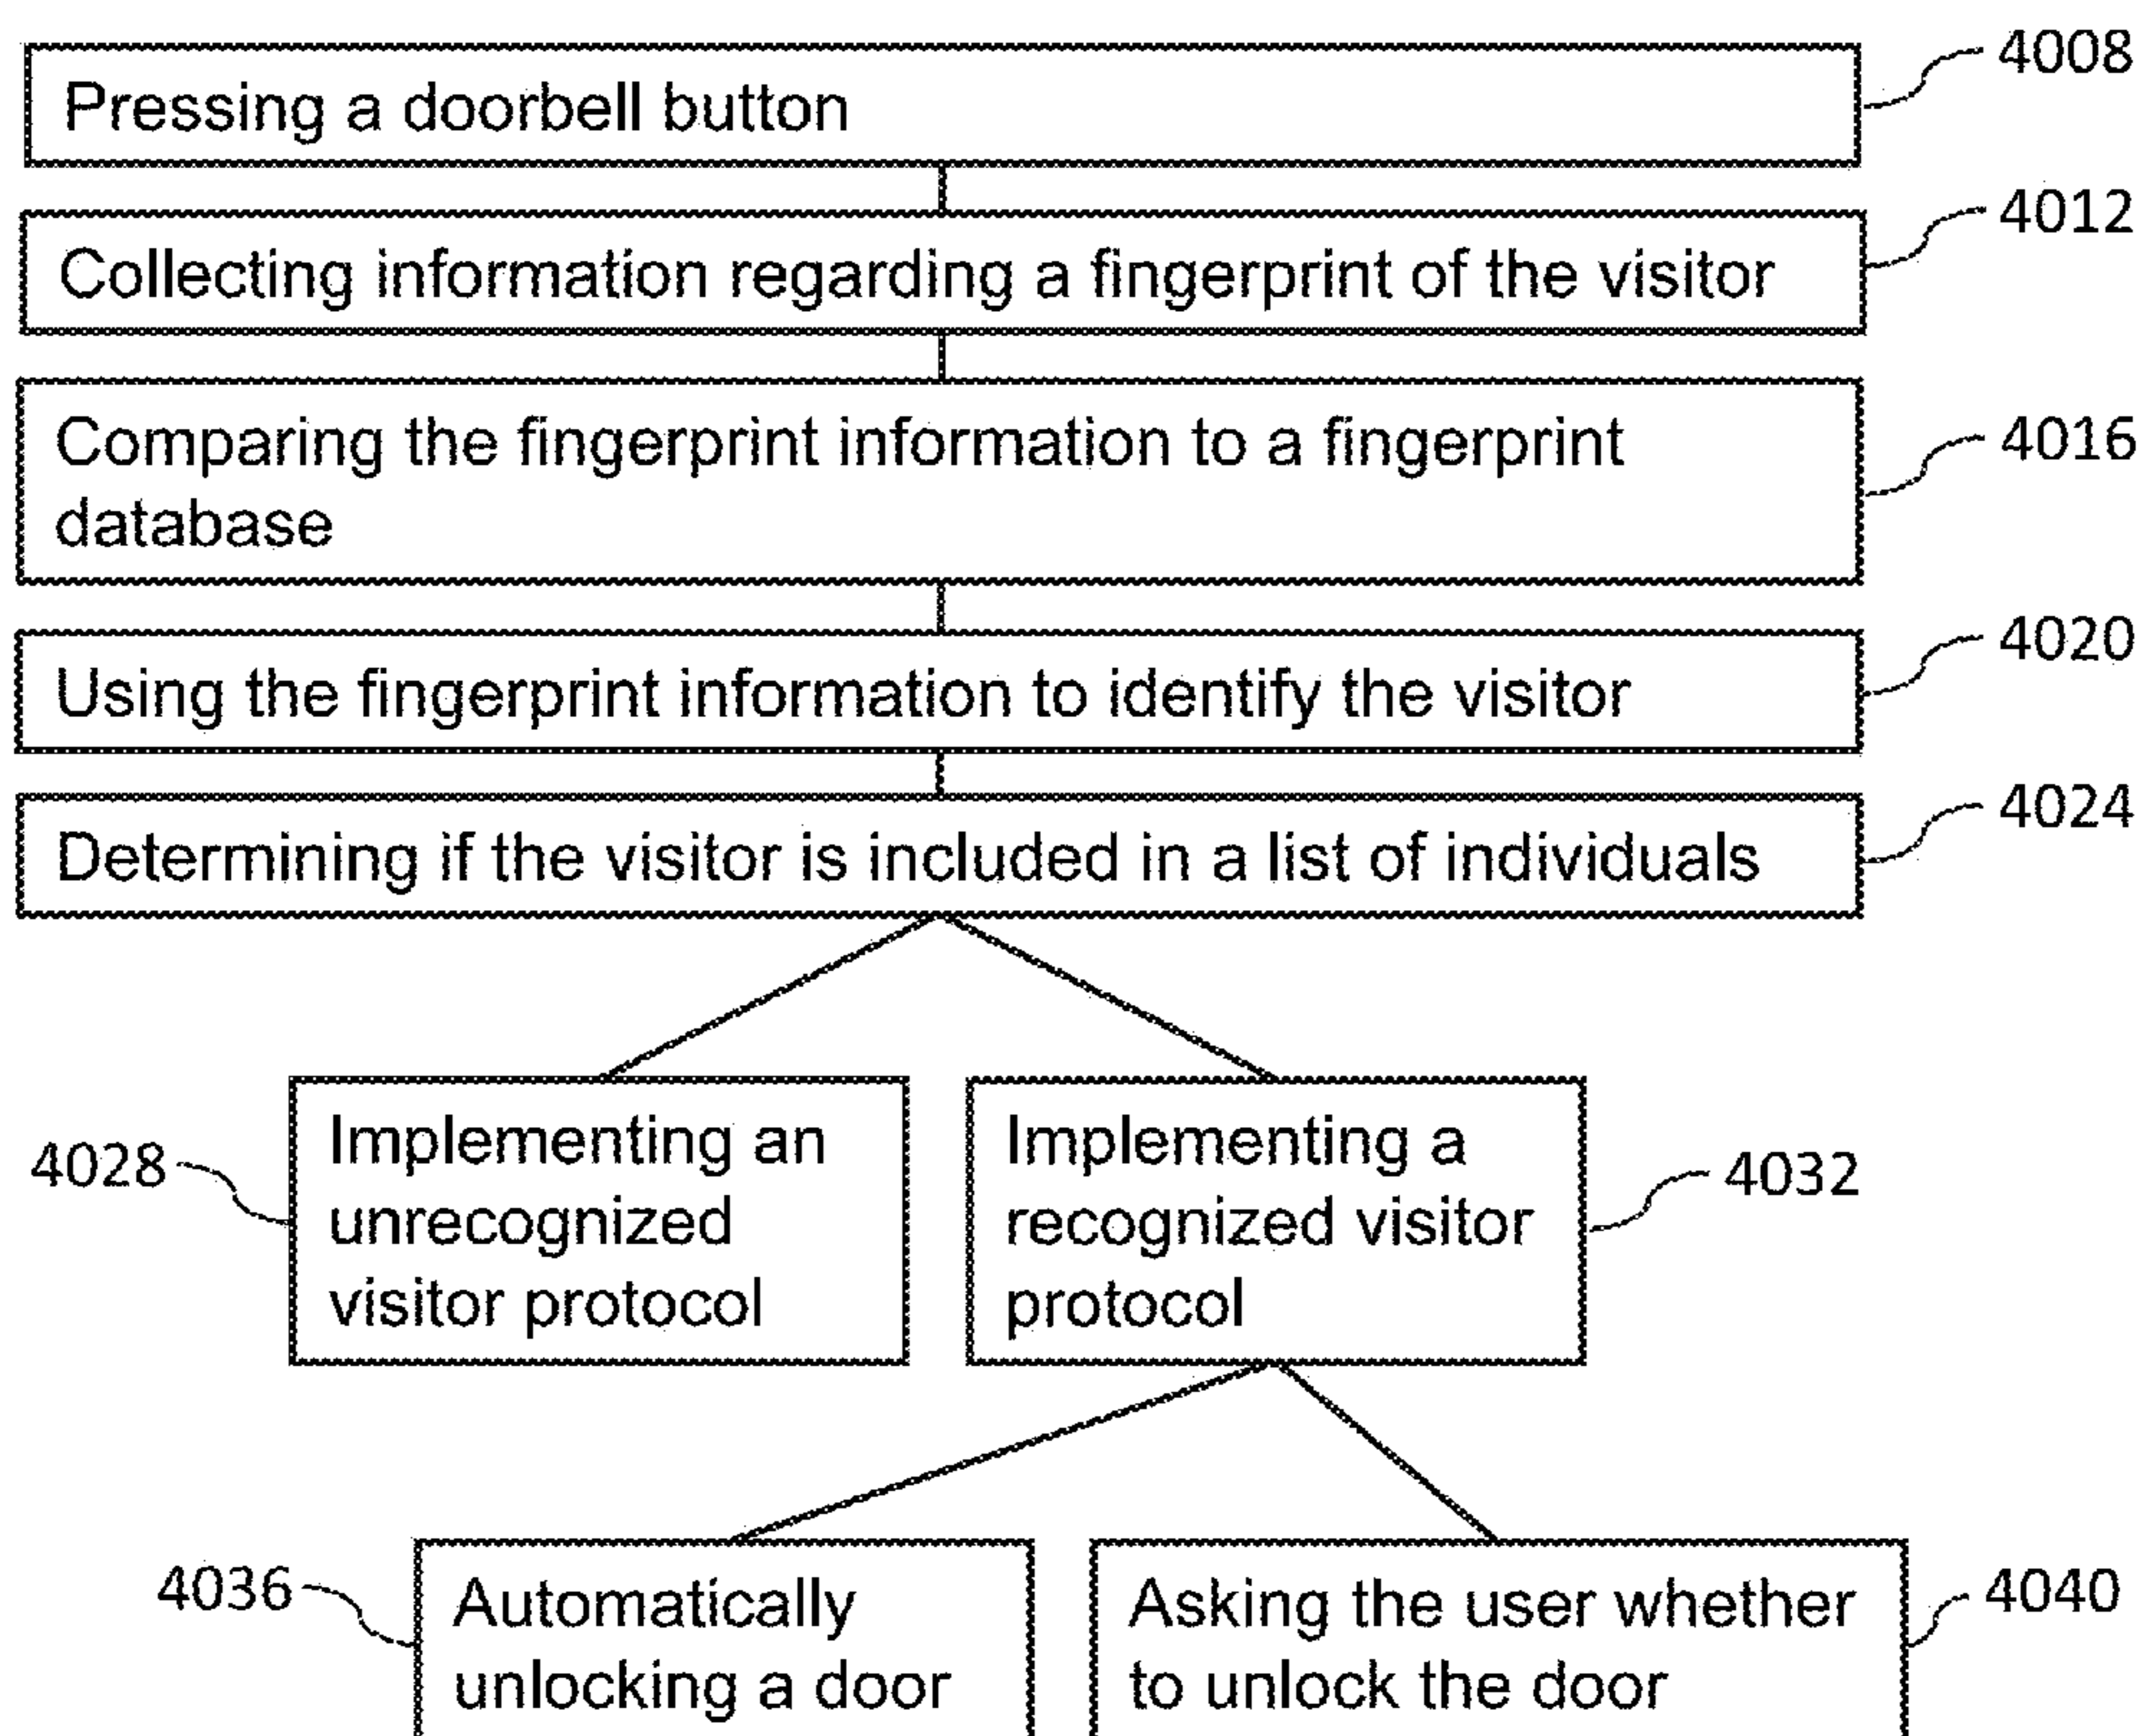 Pressing a doorbell button
4008
Collecting information regarding a fingerprint of the visitor
4012
Comparing the fingerprint information to a fingerprint
database
4016
Using the fingerprint information to identify the visitor
4020
Determining if the visitor is included in a list of individuals
4024
4028
Implementing an
unrecognized
visitor protocol
Implementing a
recognized visitor
protocol
4032
4036
Automatically
unlocking a door
Asking the user whether
to unlock the door
4040